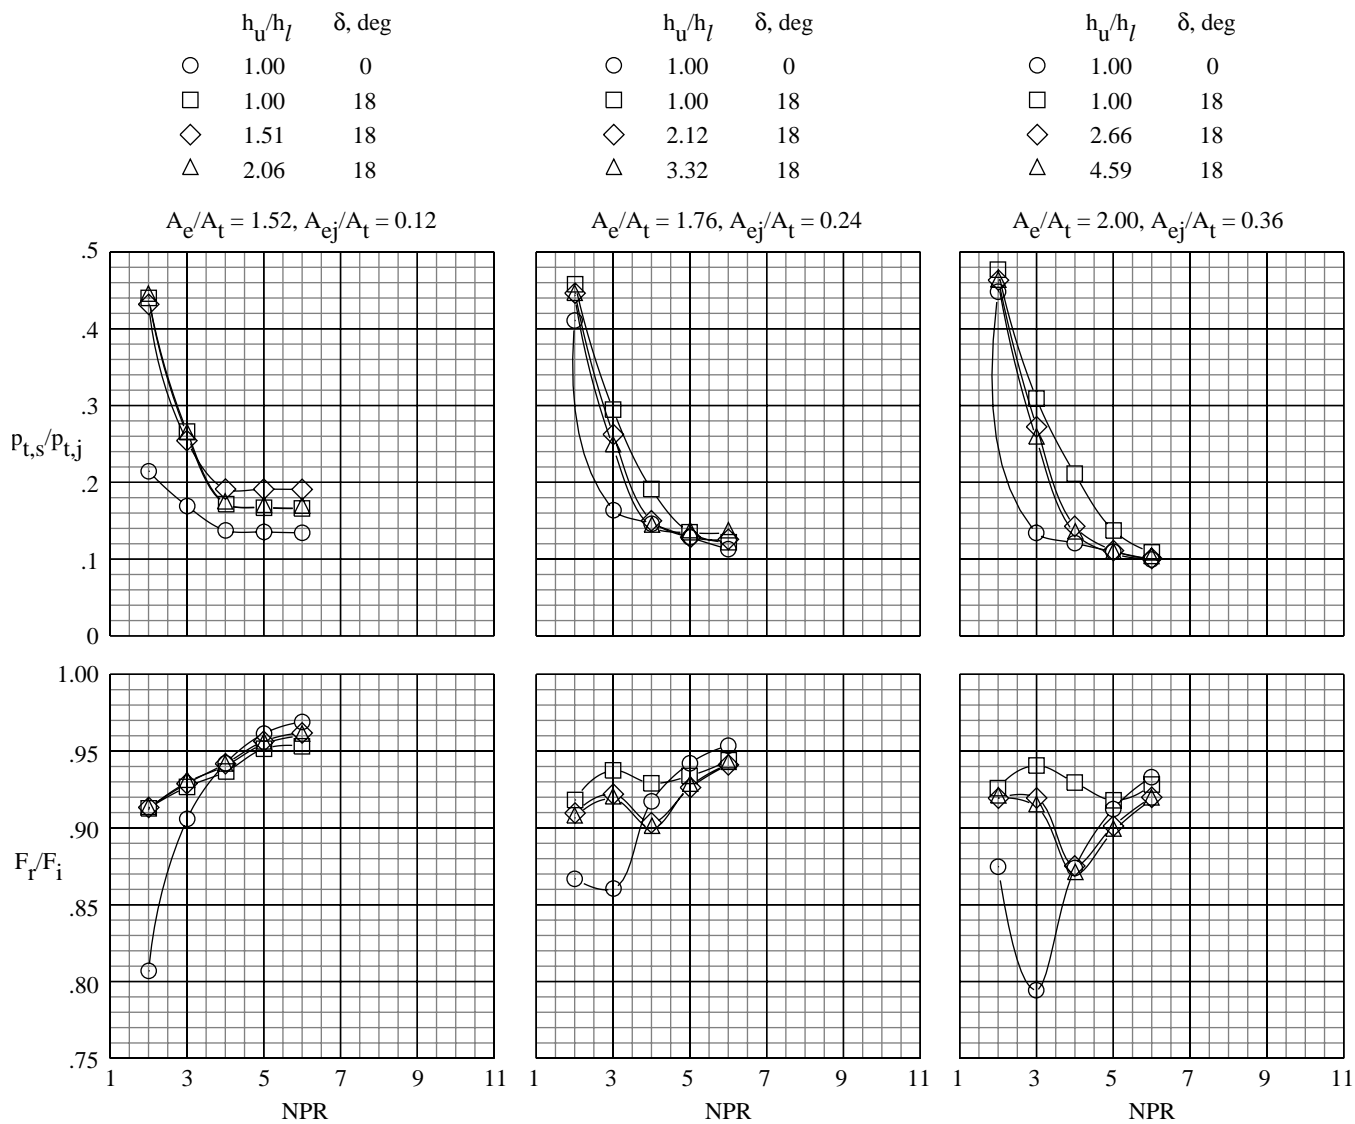 h_u/h_l δ, deg
1.00 0
1.00 18
1.51 18
2.06 18
h_u/h_l δ, deg
1.00 0
1.00 18
2.12 18
3.32 18
h_u/h_l δ, deg
1.00 0
1.00 18
2.66 18
4.59 18
A_e/A_t = 1.52, A_ej/A_t = 0.12
A_e/A_t = 1.76, A_ej/A_t = 0.24
A_e/A_t = 2.00, A_ej/A_t = 0.36
.5
.4
.3
p_t,s/p_t,j
.2
.1
0
1.00
.95
.90
F_r/F_i
.85
.80
.75
1 3 5 7 9 11
1 3 5 7 9 11
1 3 5 7 9 11
NPR
NPR
NPR